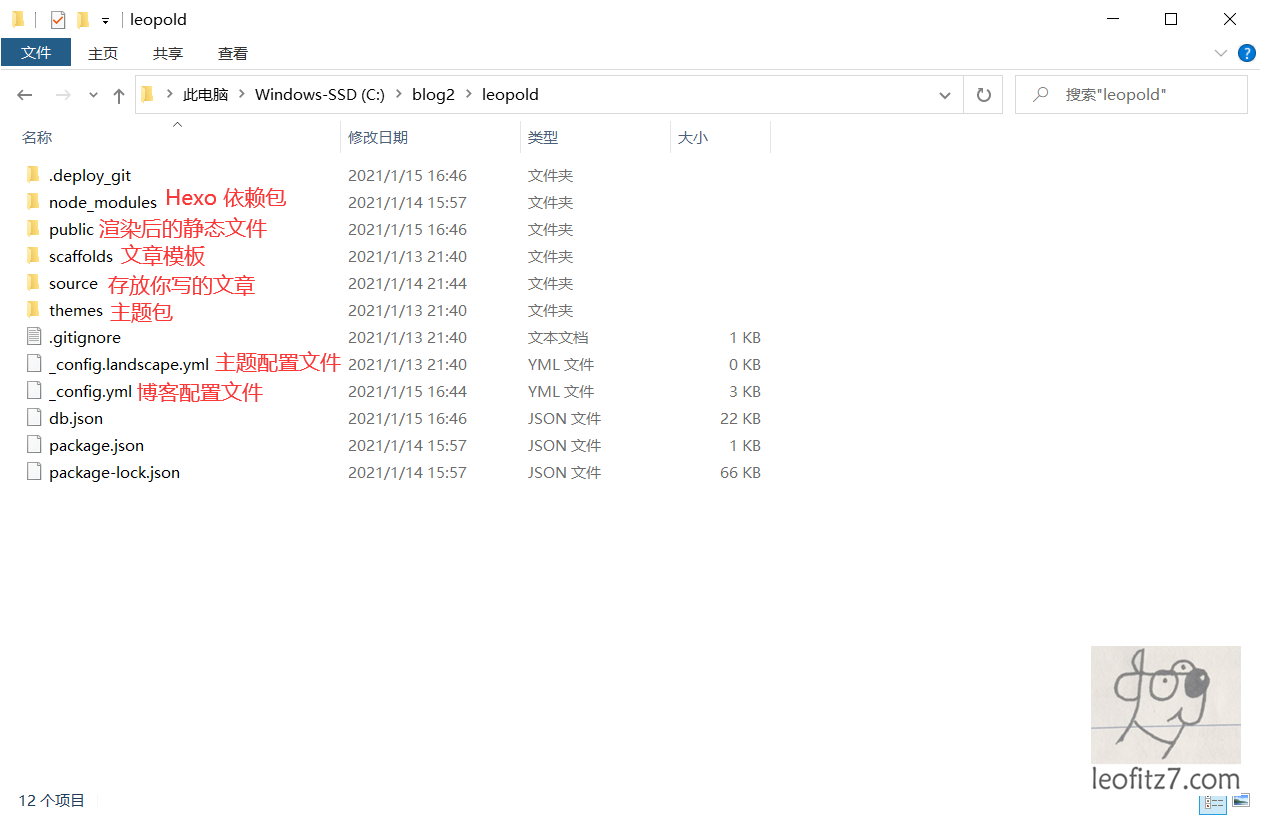 leopold
文件 主页 共享 查看
此电脑 Windows-SSD (C:) blog2 leopold 搜索"leopold"
名称 修改日期 类型 大小
.deploy_git 2021/1/15 16:46 文件夹
node_modules Hexo 依赖包 2021/1/14 15:57 文件夹
public 渲染后的静态文件 2021/1/15 16:46 文件夹
scaffolds 文章模板 2021/1/13 21:40 文件夹
source 存放你写的文章 2021/1/14 21:44 文件夹
themes 主题包 2021/1/13 21:40 文件夹
.gitignore 2021/1/13 21:40 文本文档 1 KB
_config.landscape.yml 主题配置文件 2021/1/13 21:40 YML 文件 0 KB
_config.yml 博客配置文件 2021/1/15 16:44 YML 文件 3 KB
db.json 2021/1/15 16:46 JSON 文件 22 KB
package.json 2021/1/14 15:57 JSON 文件 1 KB
package-lock.json 2021/1/14 15:57 JSON 文件 66 KB
leofitz7.com
12 个项目